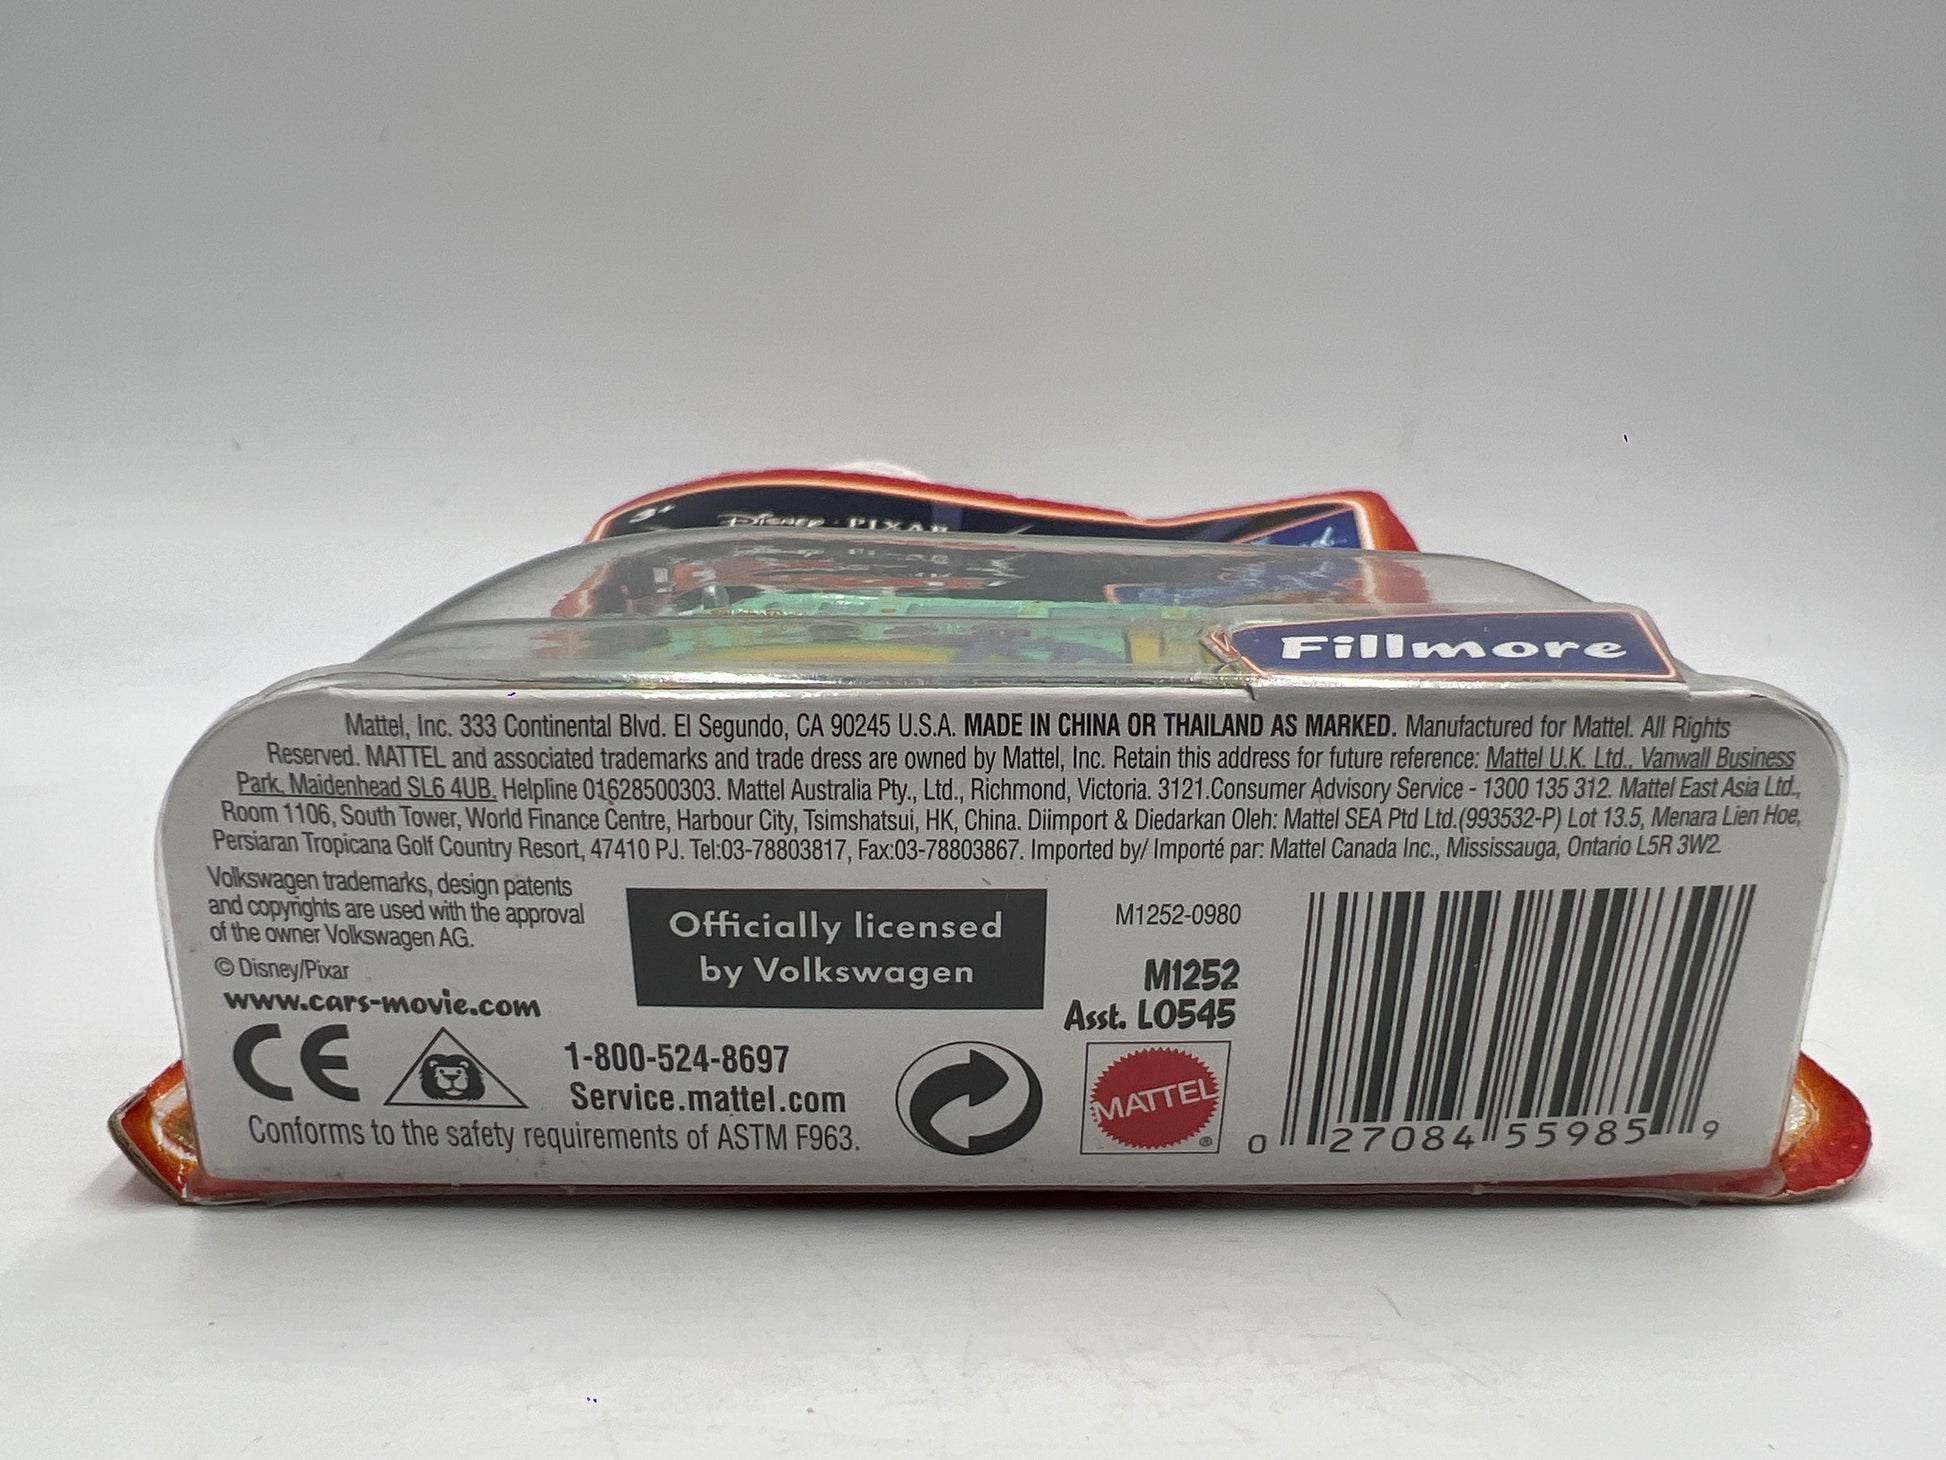 3+ Disney · PIXAR
Fillmore
Mattel, Inc. 333 Continental Blvd. El Segundo, CA 90245 U.S.A. MADE IN CHINA OR THAILAND AS MARKED. Manufactured for Mattel. All Rights
Reserved. MATTEL and associated trademarks and trade dress are owned by Mattel, Inc. Retain this address for future reference: Mattel U.K. Ltd., Vanwall Business
Park, Maidenhead SL6 4UB. Helpline 01628500303. Mattel Australia Pty., Ltd., Richmond, Victoria. 3121.Consumer Advisory Service - 1300 135 312. Mattel East Asia Ltd.,
Room 1106, South Tower, World Finance Centre, Harbour City, Tsimshatsui, HK, China. Diimport & Diedarkan Oleh: Mattel SEA Ptd Ltd.(993532-P) Lot 13.5, Menara Lien Hoe,
Persiaran Tropicana Golf Country Resort, 47410 PJ. Tel:03-78803817, Fax:03-78803867. Imported by/ Importé par: Mattel Canada Inc., Mississauga, Ontario L5R 3W2.
Volkswagen trademarks, design patents
and copyrights are used with the approval
of the owner Volkswagen AG.
© Disney/Pixar
www.cars-movie.com
Officially licensed
by Volkswagen
M1252-0980
M1252
Asst. L0545
CE
1-800-524-8697
Service.mattel.com
Conforms to the safety requirements of ASTM F963.
MATTEL ®
0 27084 55985 9